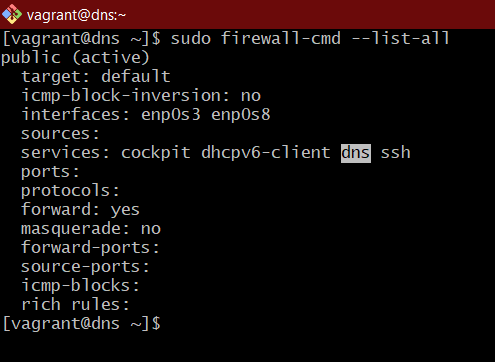 vagrant@dns:~
[vagrant@dns ~]$ sudo firewall-cmd --list-all
public (active)
  target: default
  icmp-block-inversion: no
  interfaces: enp0s3 enp0s8
  sources:
  services: cockpit dhcpv6-client dns ssh
  ports:
  protocols:
  forward: yes
  masquerade: no
  forward-ports:
  source-ports:
  icmp-blocks:
  rich rules:
[vagrant@dns ~]$